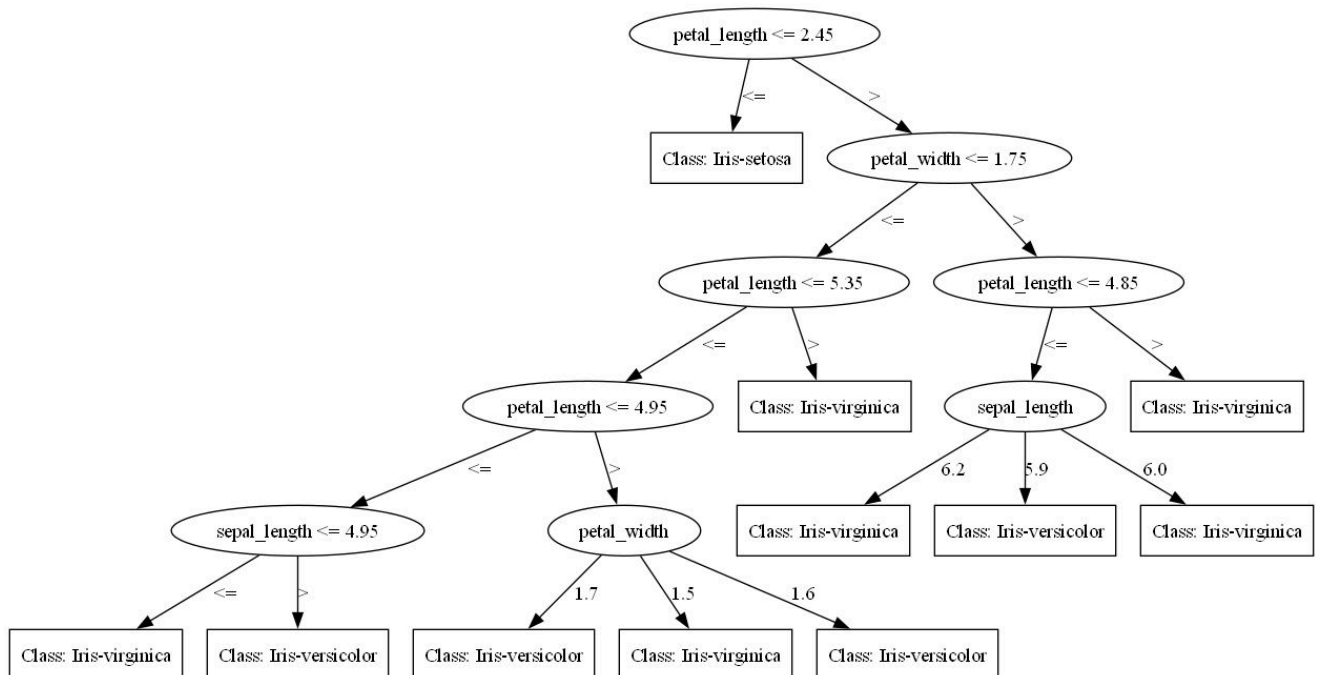 petal_length <= 2.45
<=
>
Class: Iris-setosa
petal_width <= 1.75
<=
>
petal_length <= 5.35
petal_length <= 4.85
<=
>
<=
>
petal_length <= 4.95
Class: Iris-virginica
sepal_length
Class: Iris-virginica
<=
>
6.2
5.9
6.0
sepal_length <= 4.95
petal_width
Class: Iris-virginica
Class: Iris-versicolor
Class: Iris-virginica
<=
>
1.7
1.5
1.6
Class: Iris-virginica
Class: Iris-versicolor
Class: Iris-versicolor
Class: Iris-virginica
Class: Iris-versicolor